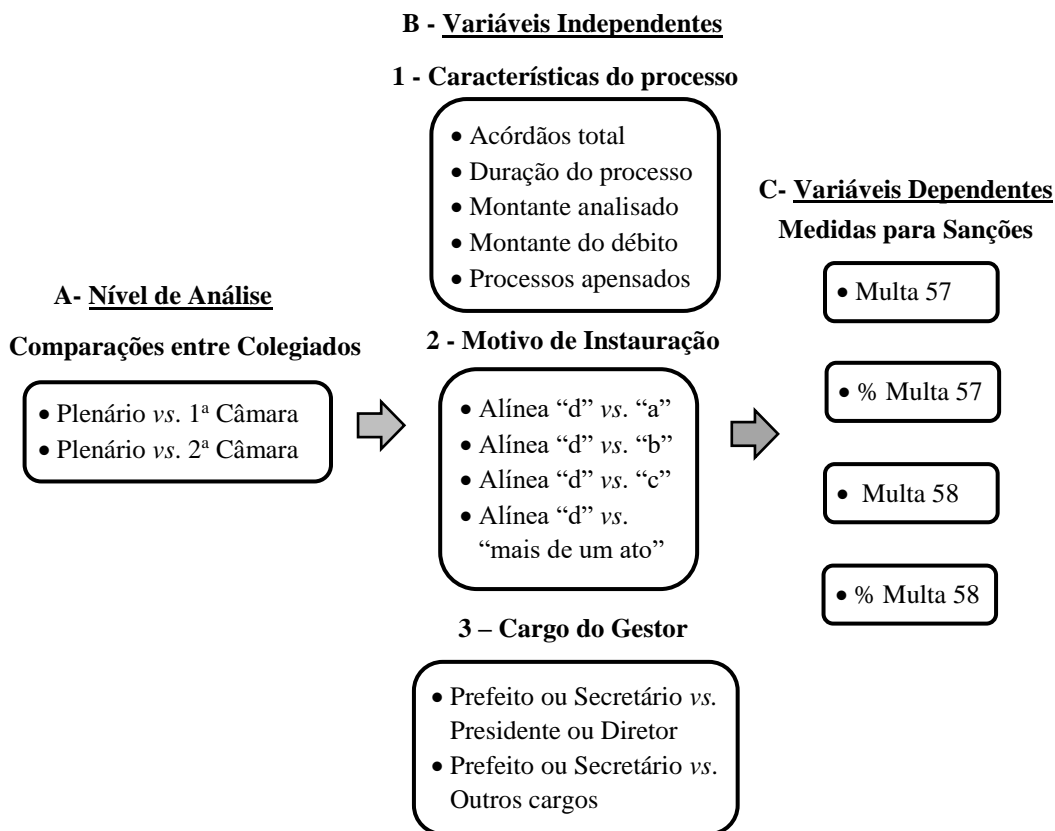 B - Variáveis Independentes
1 - Características do processo
• Acórdãos total
• Duração do processo
• Montante analisado
• Montante do débito
• Processos apensados
A- Nível de Análise
Comparações entre Colegiados
• Plenário vs. 1ª Câmara
• Plenário vs. 2ª Câmara
2 - Motivo de Instauração
• Alínea “d” vs. “a”
• Alínea “d” vs. “b”
• Alínea “d” vs. “c”
• Alínea “d” vs.
“mais de um ato”
3 – Cargo do Gestor
• Prefeito ou Secretário vs.
Presidente ou Diretor
• Prefeito ou Secretário vs.
Outros cargos
C- Variáveis Dependentes
Medidas para Sanções
• Multa 57
• % Multa 57
• Multa 58
• % Multa 58